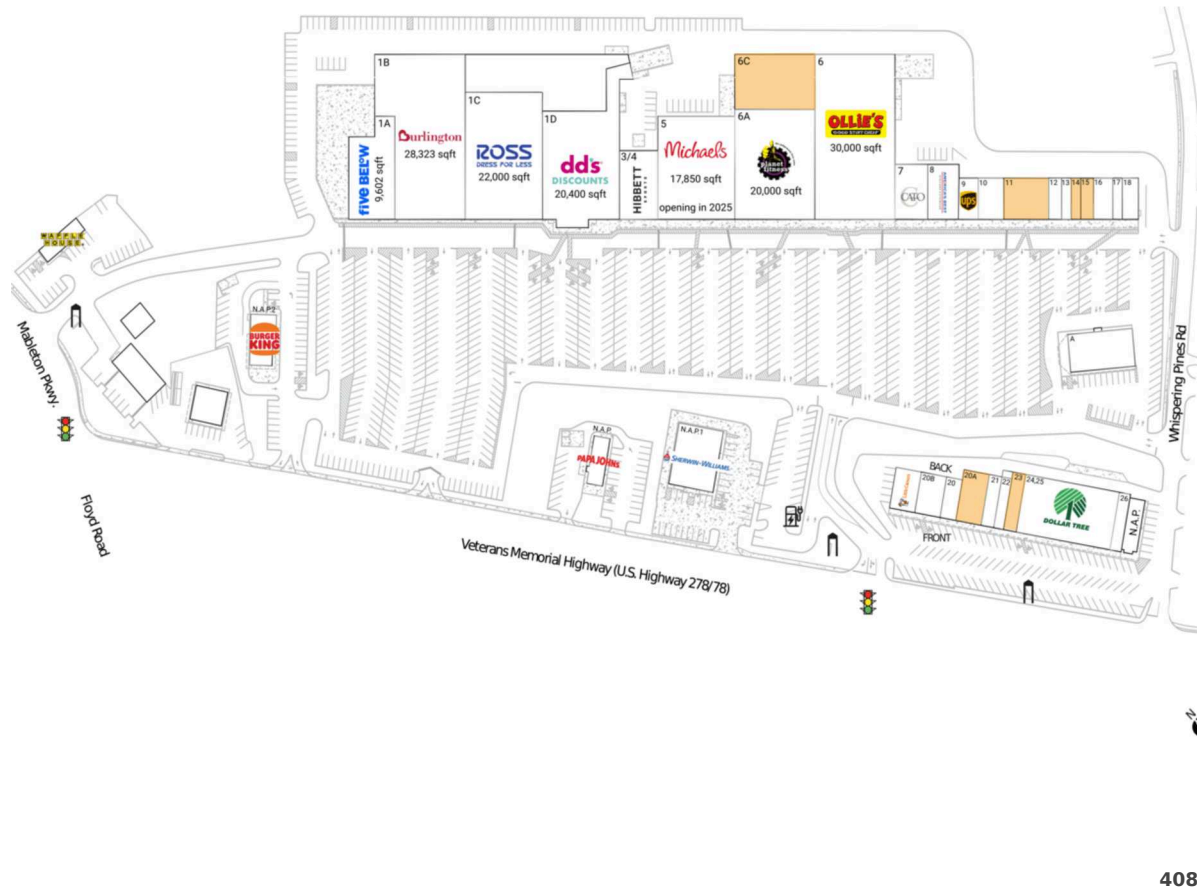 1B
6C
6
1C
1D
1A
5
6A
3/4
Burlington
28,323 sqft
five BEL°W
9,602 sqft
ROSS
DRESS FOR LESS
22,000 sqft
dd's
DISCOUNTS
20,400 sqft
HIBBETT
SPORTS
Michaels
17,850 sqft
opening in 2025
planet
fitness
20,000 sqft
OLLIE'S
GOOD STUFF CHEAP
30,000 sqft
7
CATO
8
9
ups
10
11
12
13
14
15
16
17
18
WAFFLE
HOUSE
N.A.P.2
BURGER
KING
A
Mableton Pkwy.
Floyd Road
Whispering Pines Rd
N.A.P.
PAPA JOHNS
N.A.P.1
SHERWIN-WILLIAMS
BACK
20B
20
20A
21
22
23
24,25
DOLLAR TREE
26
N.A.P.
FRONT
Veterans Memorial Highway (U.S. Highway 278/78)
N
408